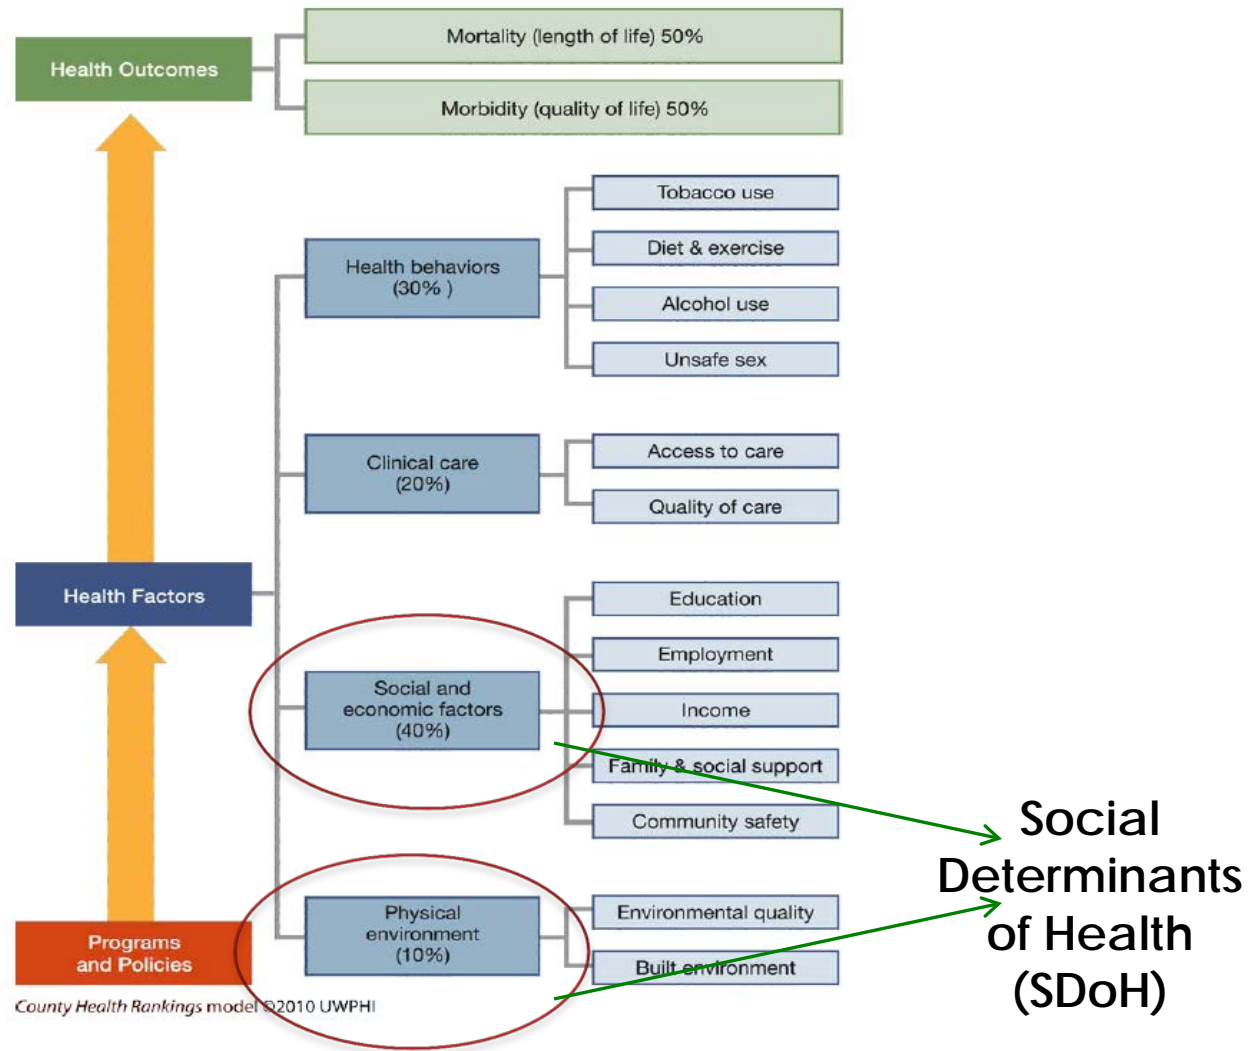 Health Outcomes
Mortality (length of life) 50%
Morbidity (quality of life) 50%
Health behaviors
(30% )
Tobacco use
Diet & exercise
Alcohol use
Unsafe sex
Clinical care
(20%)
Access to care
Quality of care
Health Factors
Social and
economic factors
(40%)
Education
Employment
Income
Family & social support
Community safety
Physical
environment
(10%)
Environmental quality
Built environment
Programs
and Policies
Social
Determinants
of Health
(SDoH)
County Health Rankings model ©2010 UWPHI